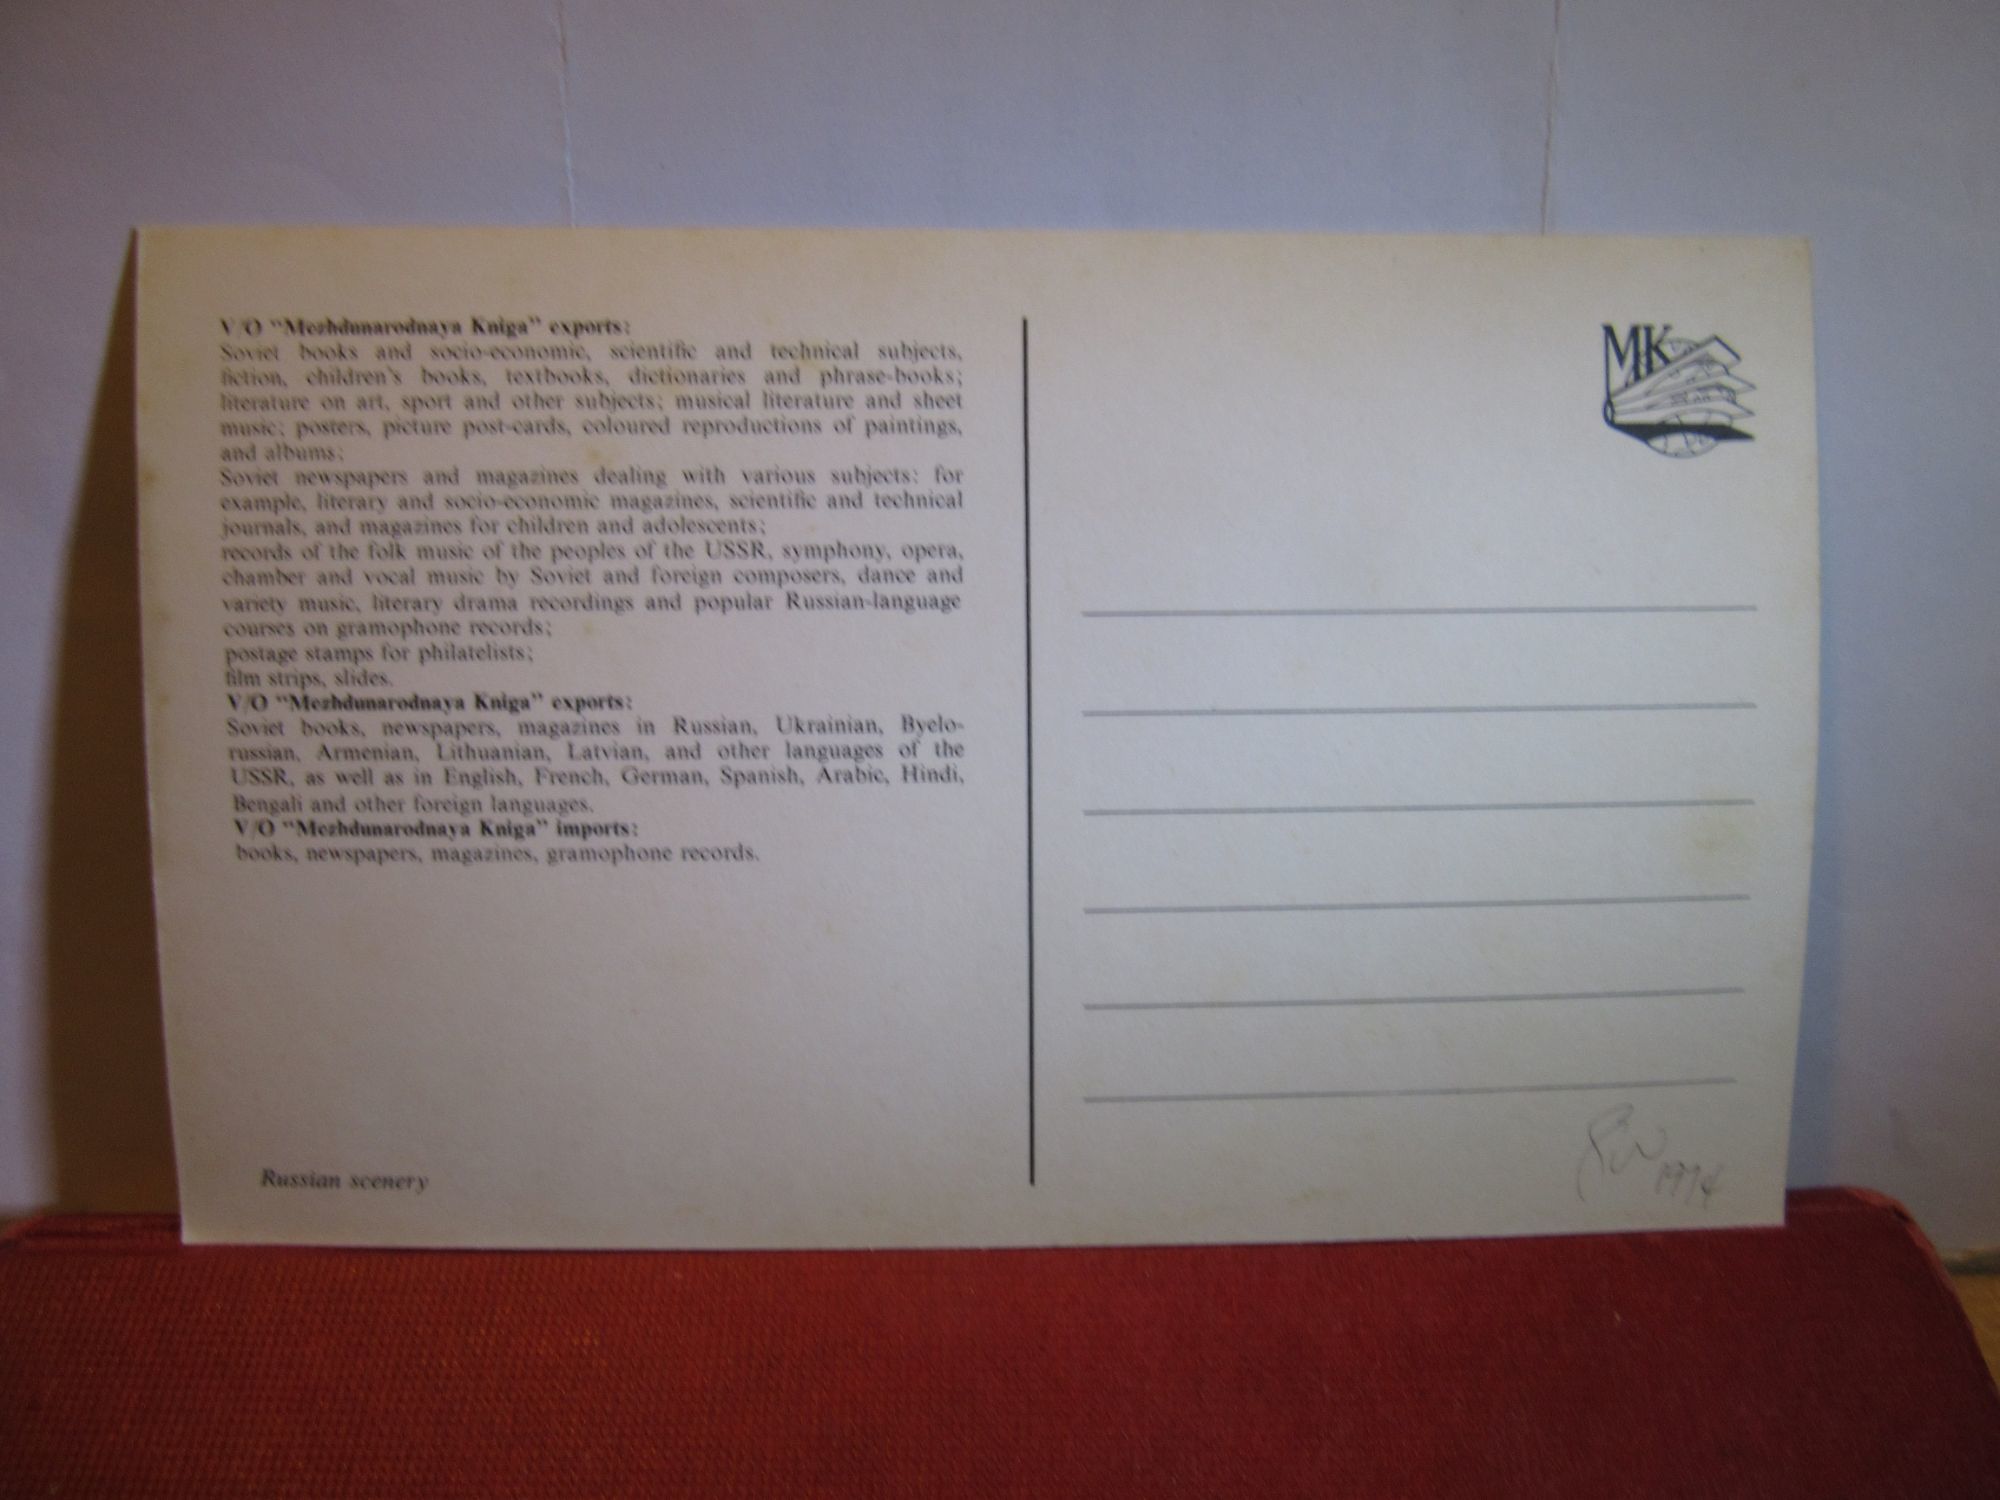 V/O "Mezhdunarodnaya Kniga" exports:
Soviet books and socio-economic, scientific and technical subjects,
fiction, children's books, textbooks, dictionaries and phrase-books;
literature on art, sport and other subjects; musical literature and sheet
music; posters, picture post-cards, coloured reproductions of paintings,
and albums;
Soviet newspapers and magazines dealing with various subjects: for
example, literary and socio-economic magazines, scientific and technical
journals, and magazines for children and adolescents;
records of the folk music of the peoples of the USSR, symphony, opera,
chamber and vocal music by Soviet and foreign composers, dance and
variety music, literary drama recordings and popular Russian-language
courses on gramophone records;
postage stamps for philatelists;
film strips, slides.
V/O "Mezhdunarodnaya Kniga" exports:
Soviet books, newspapers, magazines in Russian, Ukrainian, Byelo-
russian, Armenian, Lithuanian, Latvian, and other languages of the
USSR, as well as in English, French, German, Spanish, Arabic, Hindi,
Bengali and other foreign languages.
V/O "Mezhdunarodnaya Kniga" imports:
books, newspapers, magazines, gramophone records.
Russian scenery
MK
1974